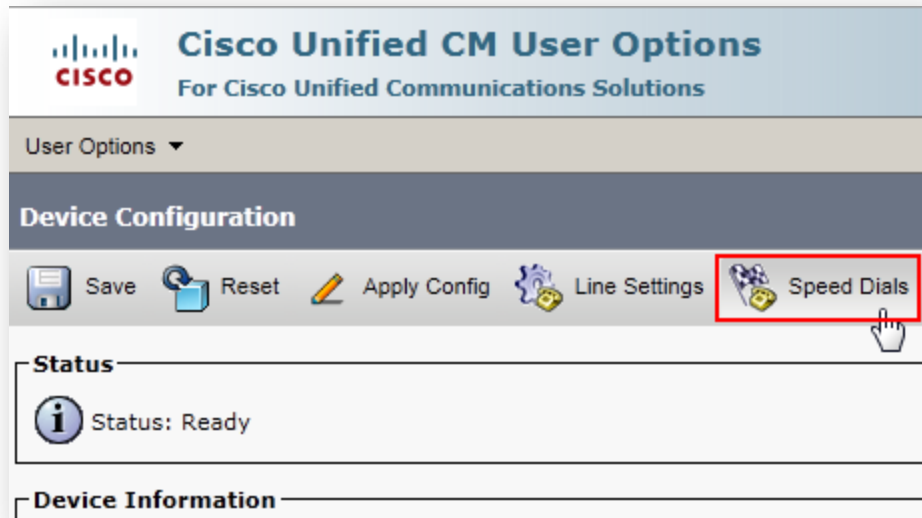 CISCO
Cisco Unified CM User Options
For Cisco Unified Communications Solutions
User Options
Device Configuration
Save Reset Apply Config Line Settings Speed Dials
Status
i Status: Ready
Device Information